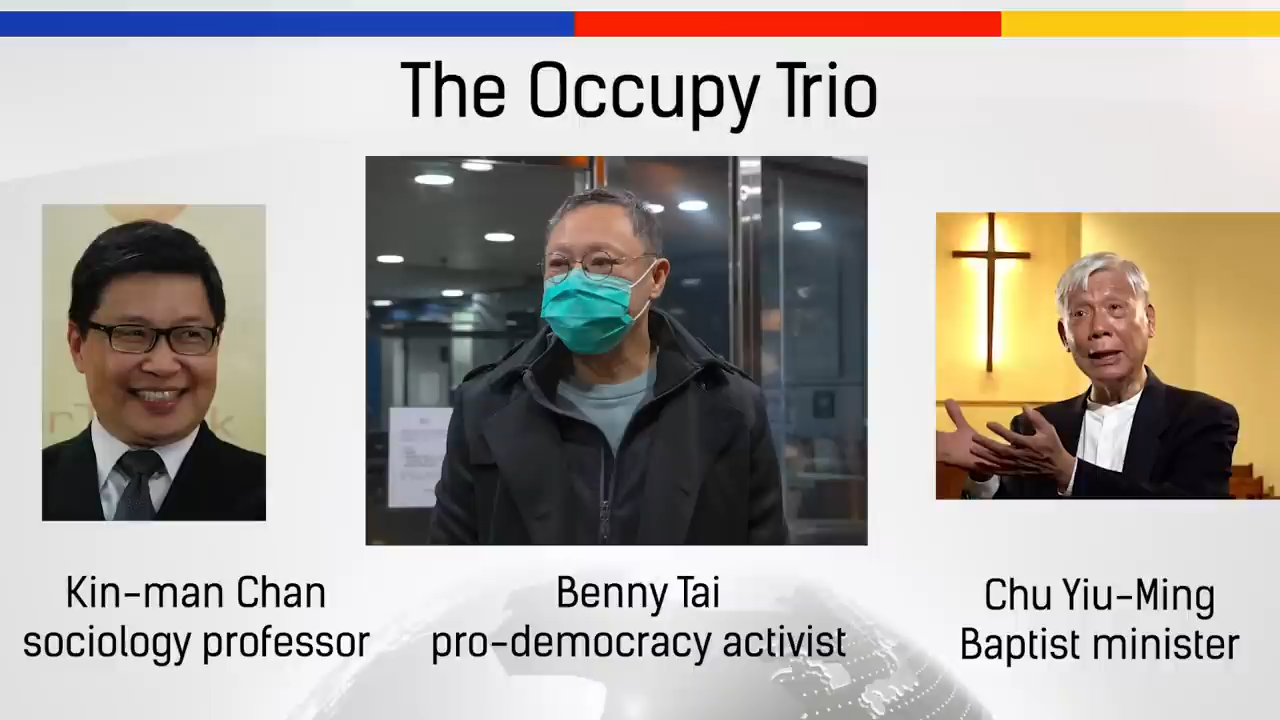 The Occupy Trio
Kin-man Chan
sociology professor
Benny Tai
pro-democracy activist
Chu Yiu-Ming
Baptist minister